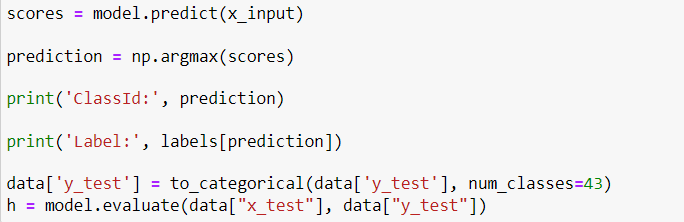 scores = model.predict(x_input)
prediction = np.argmax(scores)
print('ClassId:', prediction)
print('Label:', labels[prediction])
data['y_test'] = to_categorical(data['y_test'], num_classes=43)
h = model.evaluate(data["x_test"], data["y_test"])